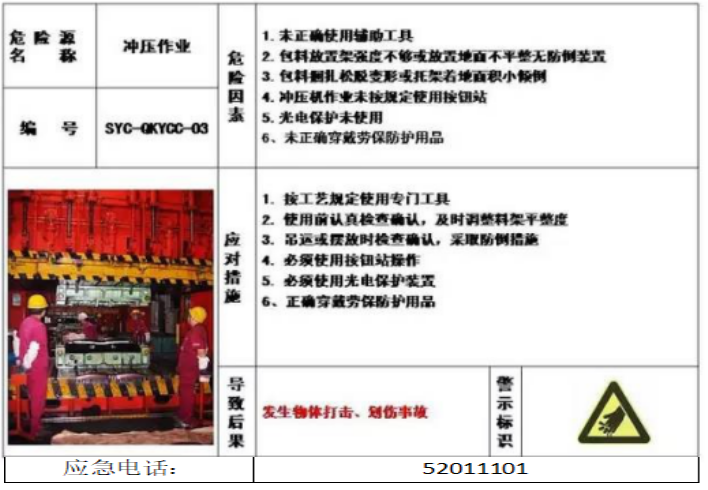 危险源
名称
冲压作业
危险因素
1. 未正确使用辅助工具
2. 包料放置架强度不够或放置地面不平整无防倒装置
3. 包料捆扎松脱变形或托架着地面积小倾倒
4. 冲压机作业未按规定使用按钮站
5. 光电保护未使用
6、未正确穿戴劳保防护用品
编号
SYC-QKYCC-03
应对措施
1. 按工艺规定使用专门工具
2. 使用前认真检查确认，及时调整料架平整度
3. 吊运或摆放时检查确认，采取防倒措施
4. 必须使用按钮站操作
5. 必须使用光电保护装置
6、正确穿戴劳保防护用品
导致后果
发生物体打击、划伤事故
警示标识
应急电话：
52011101